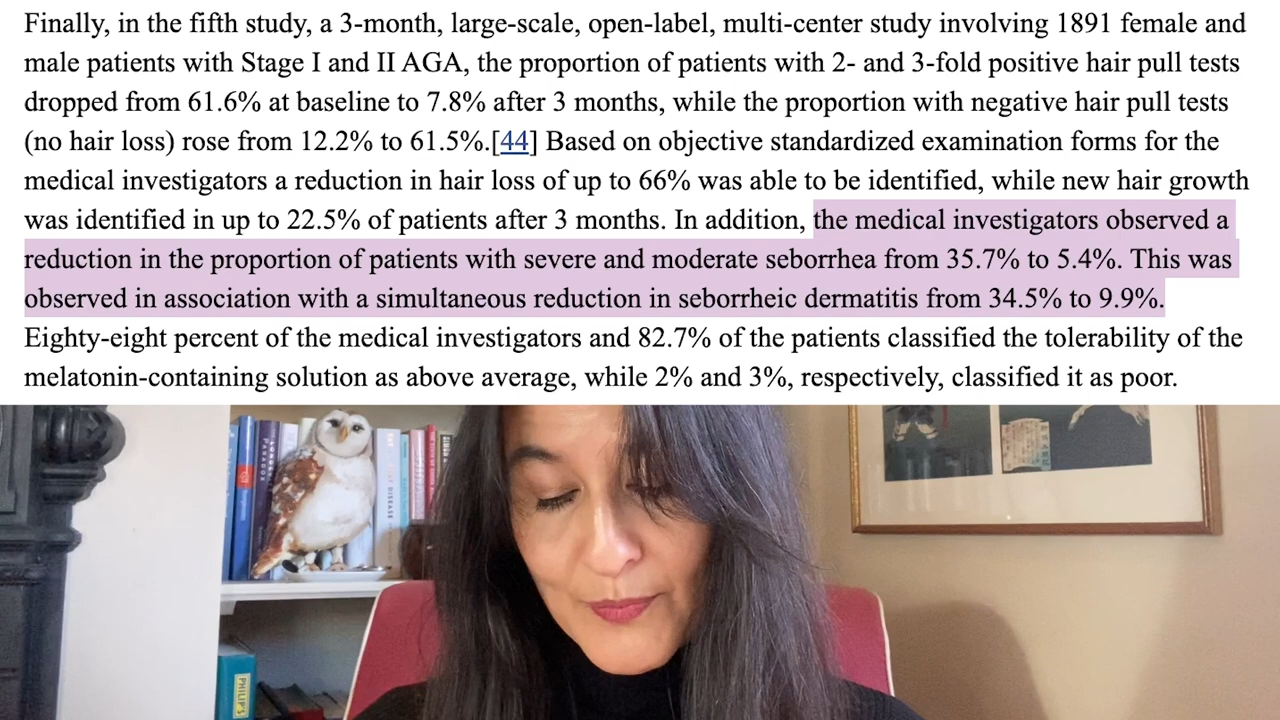 Finally, in the fifth study, a 3-month, large-scale, open-label, multi-center study involving 1891 female and
male patients with Stage I and II AGA, the proportion of patients with 2- and 3-fold positive hair pull tests
dropped from 61.6% at baseline to 7.8% after 3 months, while the proportion with negative hair pull tests
(no hair loss) rose from 12.2% to 61.5%.[44] Based on objective standardized examination forms for the
medical investigators a reduction in hair loss of up to 66% was able to be identified, while new hair growth
was identified in up to 22.5% of patients after 3 months. In addition, the medical investigators observed a
reduction in the proportion of patients with severe and moderate seborrhea from 35.7% to 5.4%. This was
observed in association with a simultaneous reduction in seborrheic dermatitis from 34.5% to 9.9%.
Eighty-eight percent of the medical investigators and 82.7% of the patients classified the tolerability of the
melatonin-containing solution as above average, while 2% and 3%, respectively, classified it as poor.
PARADOX
DISEASE
PHILIP'S